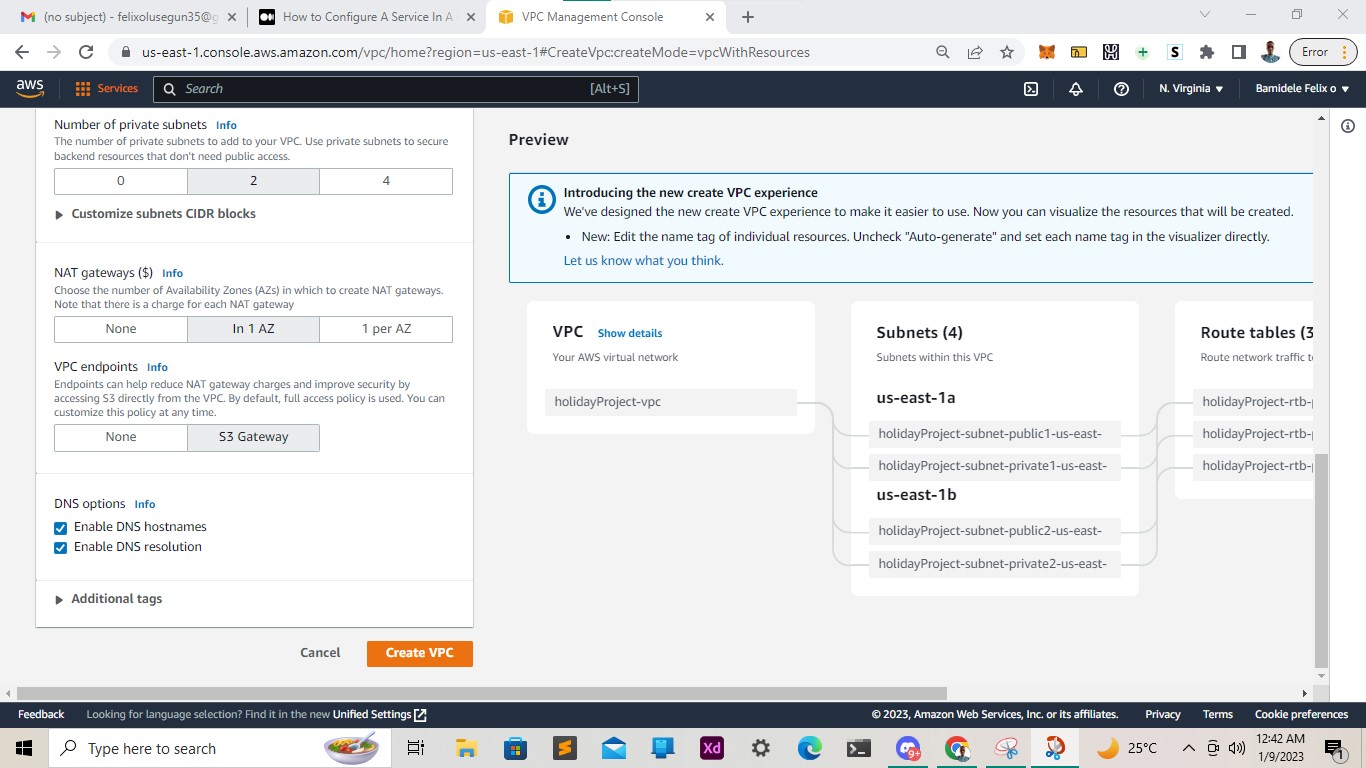 (no subject) - felixolusegun35@g
How to Configure A Service In A
VPC Management Console
us-east-1.console.aws.amazon.com/vpc/home?region=us-east-1#CreateVpc:createMode=vpcWithResources
Error
aws
Services
Search
[Alt+S]
N. Virginia
Bamidele Felix o
Number of private subnets Info
The number of private subnets to add to your VPC. Use private subnets to secure
backend resources that don't need public access.
0 2 4
Customize subnets CIDR blocks
NAT gateways ($) Info
Choose the number of Availability Zones (AZs) in which to create NAT gateways.
Note that there is a charge for each NAT gateway
None In 1 AZ 1 per AZ
VPC endpoints Info
Endpoints can help reduce NAT gateway charges and improve security by
accessing S3 directly from the VPC. By default, full access policy is used. You can
customize this policy at any time.
None S3 Gateway
DNS options Info
Enable DNS hostnames
Enable DNS resolution
Additional tags
Cancel Create VPC
Preview
Introducing the new create VPC experience
We've designed the new create VPC experience to make it easier to use. Now you can visualize the resources that will be created.
• New: Edit the name tag of individual resources. Uncheck "Auto-generate" and set each name tag in the visualizer directly.
Let us know what you think.
VPC Show details
Your AWS virtual network
holidayProject-vpc
Subnets (4)
Subnets within this VPC
us-east-1a
holidayProject-subnet-public1-us-east-
holidayProject-subnet-private1-us-east-
us-east-1b
holidayProject-subnet-public2-us-east-
holidayProject-subnet-private2-us-east-
Route tables (3
Route network traffic t
holidayProject-rtb-
holidayProject-rtb-
holidayProject-rtb-
Feedback
Looking for language selection? Find it in the new Unified Settings
© 2023, Amazon Web Services, Inc. or its affiliates.
Privacy
Terms
Cookie preferences
Type here to search
Xd
9+
25°C
12:42 AM
1/9/2023
1